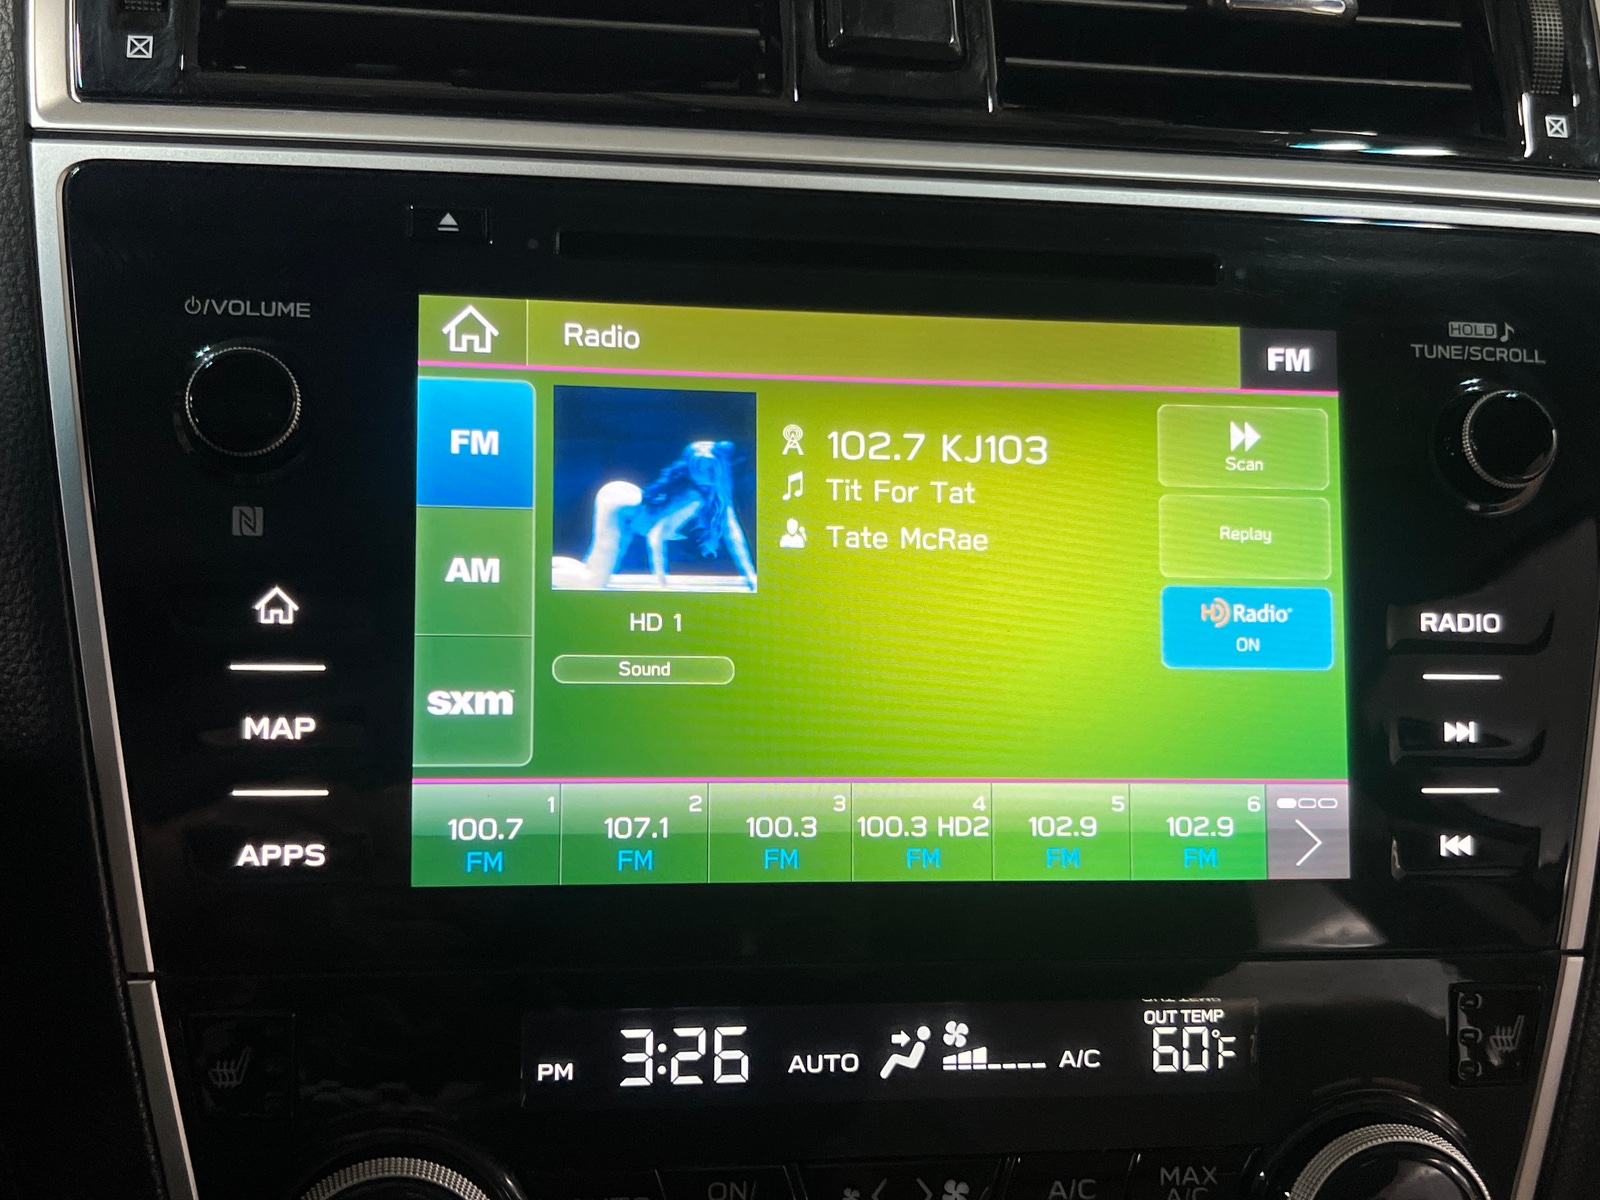 ⏻/VOLUME
HOLD ♪
TUNE/SCROLL
Radio
FM
FM
AM
sxm
102.7 KJ103
Tit For Tat
Tate McRae
HD 1
Sound
Scan
Replay
HD Radio®
ON
MAP
APPS
RADIO
1
100.7
FM
2
107.1
FM
3
100.3
FM
4
100.3 HD2
FM
5
102.9
FM
6
102.9
FM
PM 3:26 AUTO A/C
OUT TEMP
60°F
ON/
A/C
MAX
A/C